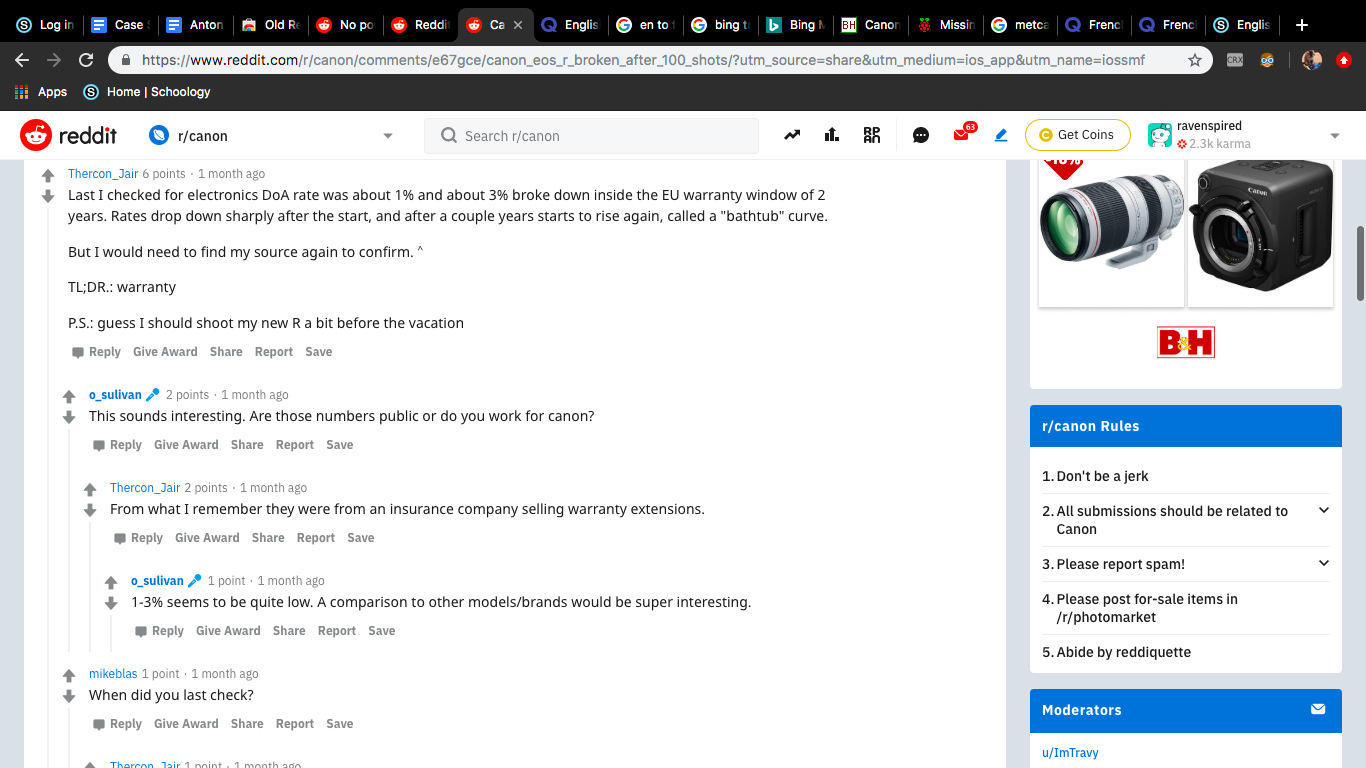 Log in
Case S
Anton
Old Re
No po
Reddit
Ca
Englis
en to f
bing tr
Bing M
Canon
Missin
metca
Frencl
Frencl
Englis
https://www.reddit.com/r/canon/comments/e67gce/canon_eos_r_broken_after_100_shots/?utm_source=share&utm_medium=ios_app&utm_name=iossmf
CRX
Apps
Home | Schoology
reddit
r/canon
Search r/canon
63
Get Coins
ravenspired
2.3k karma
Thercon_Jair 6 points · 1 month ago
Last I checked for electronics DoA rate was about 1% and about 3% broke down inside the EU warranty window of 2
years. Rates drop down sharply after the start, and after a couple years starts to rise again, called a "bathtub" curve.
But I would need to find my source again to confirm. ^
TL;DR.: warranty
P.S.: guess I should shoot my new R a bit before the vacation
Reply Give Award Share Report Save
o_sulivan 2 points · 1 month ago
This sounds interesting. Are those numbers public or do you work for canon?
Reply Give Award Share Report Save
Thercon_Jair 2 points · 1 month ago
From what I remember they were from an insurance company selling warranty extensions.
Reply Give Award Share Report Save
o_sulivan 1 point · 1 month ago
1-3% seems to be quite low. A comparison to other models/brands would be super interesting.
Reply Give Award Share Report Save
mikeblas 1 point · 1 month ago
When did you last check?
Reply Give Award Share Report Save
Thercon_Jair 1 point · 1 month ago
Canon
B&H
r/canon Rules
1. Don't be a jerk
2. All submissions should be related to
Canon
3. Please report spam!
4. Please post for-sale items in
/r/photomarket
5. Abide by reddiquette
Moderators
u/ImTravy